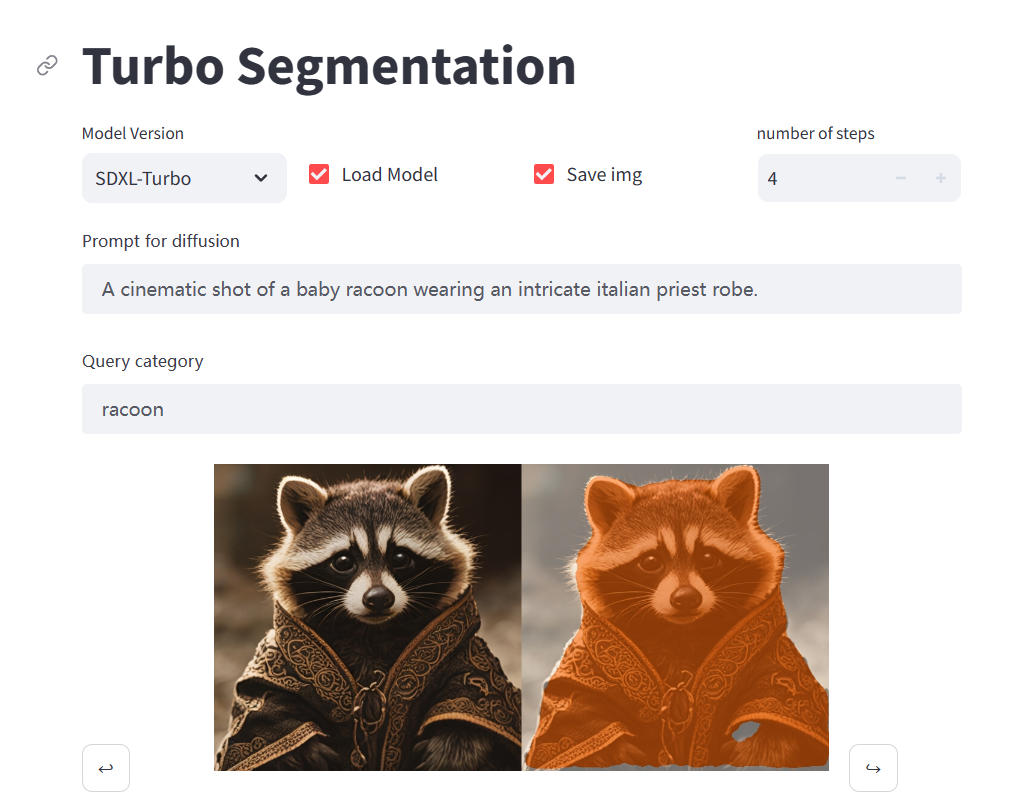 Turbo Segmentation
Model Version
number of steps
SDXL-Turbo
Load Model
Save img
4
Prompt for diffusion
A cinematic shot of a baby racoon wearing an intricate italian priest robe.
Query category
racoon